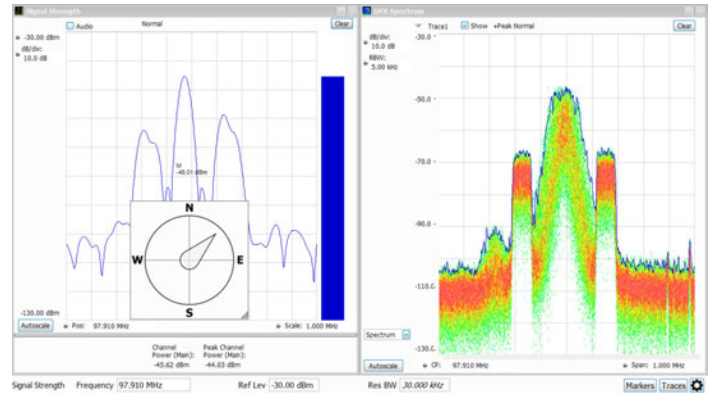 Signal Strength
Audio
Normal
Clear
-30.00 dBm
dB/div:
10.0 dB
M
-46.01 dBm
N
W
E
S
-130.00 dBm
Autoscale
Pos: 97.910 MHz
Scale: 1.000 MHz
Channel Power (Main):
-45.62 dBm
Peak Channel Power (Main):
-44.03 dBm
DPX Spectrum
Trace1
Show
+Peak Normal
Clear
dB/div:
10.0 dB
RBW:
5.00 kHz
-30.0
-50.0
-70.0
-90.0
-110.0
-130.0
Spectrum
Autoscale
CF: 97.910 MHz
Span: 1.000 MHz
Signal Strength
Frequency 97.910 MHz
Ref Lev -30.00 dBm
Res BW 30.000 kHz
Markers
Traces